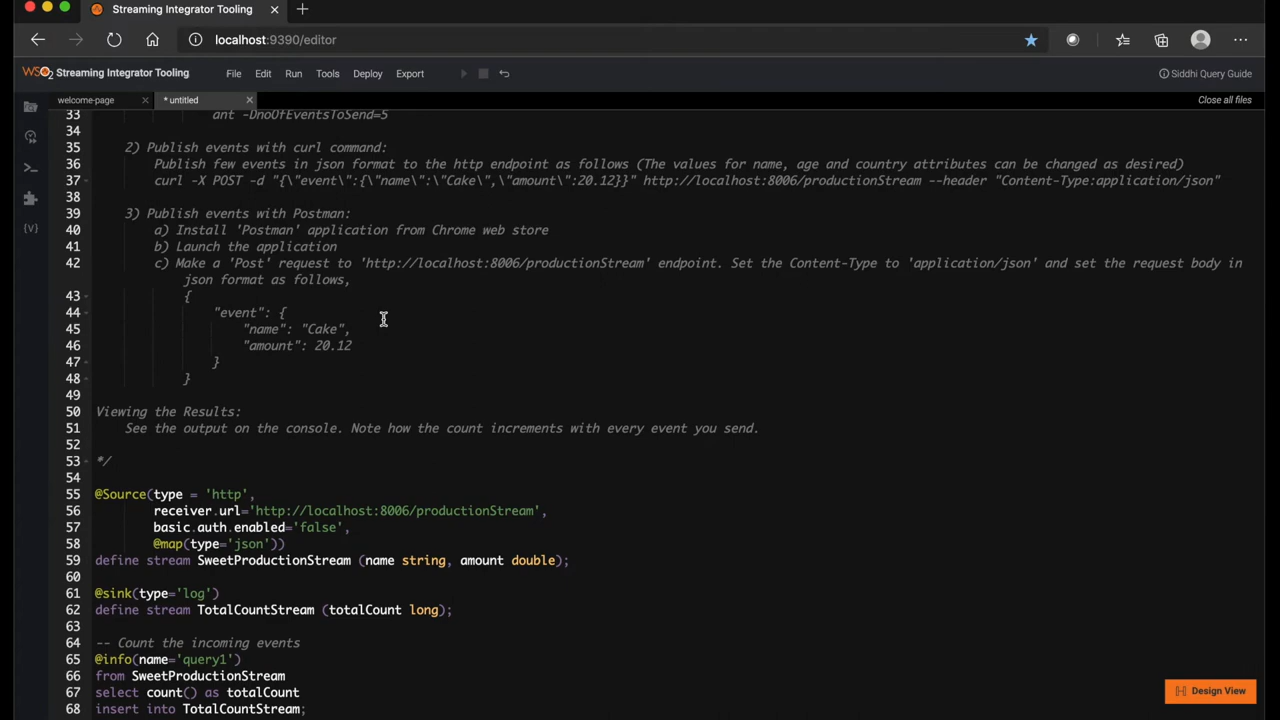 Streaming Integrator Tooling
localhost:9390/editor
WSO2 Streaming Integrator Tooling File Edit Run Tools Deploy Export Siddhi Query Guide
welcome-page * untitled Close all files
33 ant -DnoOfEventsToSend=5
34
35 2) Publish events with curl command:
36 Publish few events in json format to the http endpoint as follows (The values for name, age and country attributes can be changed as desired)
37 curl -X POST -d "{\"event\":{\"name\":\"Cake\",\"amount\":20.12}}" http://localhost:8006/productionStream --header "Content-Type:application/json"
38
39 3) Publish events with Postman:
40 a) Install 'Postman' application from Chrome web store
41 b) Launch the application
42 c) Make a 'Post' request to 'http://localhost:8006/productionStream' endpoint. Set the Content-Type to 'application/json' and set the request body in
json format as follows,
43 {
44 "event": {
45 "name": "Cake",
46 "amount": 20.12
47 }
48 }
49
50 Viewing the Results:
51 See the output on the console. Note how the count increments with every event you send.
52
53 */
54
55 @Source(type = 'http',
56 receiver.url='http://localhost:8006/productionStream',
57 basic.auth.enabled='false',
58 @map(type='json'))
59 define stream SweetProductionStream (name string, amount double);
60
61 @sink(type='log')
62 define stream TotalCountStream (totalCount long);
63
64 -- Count the incoming events
65 @info(name='query1')
66 from SweetProductionStream
67 select count() as totalCount
68 insert into TotalCountStream;
Design View